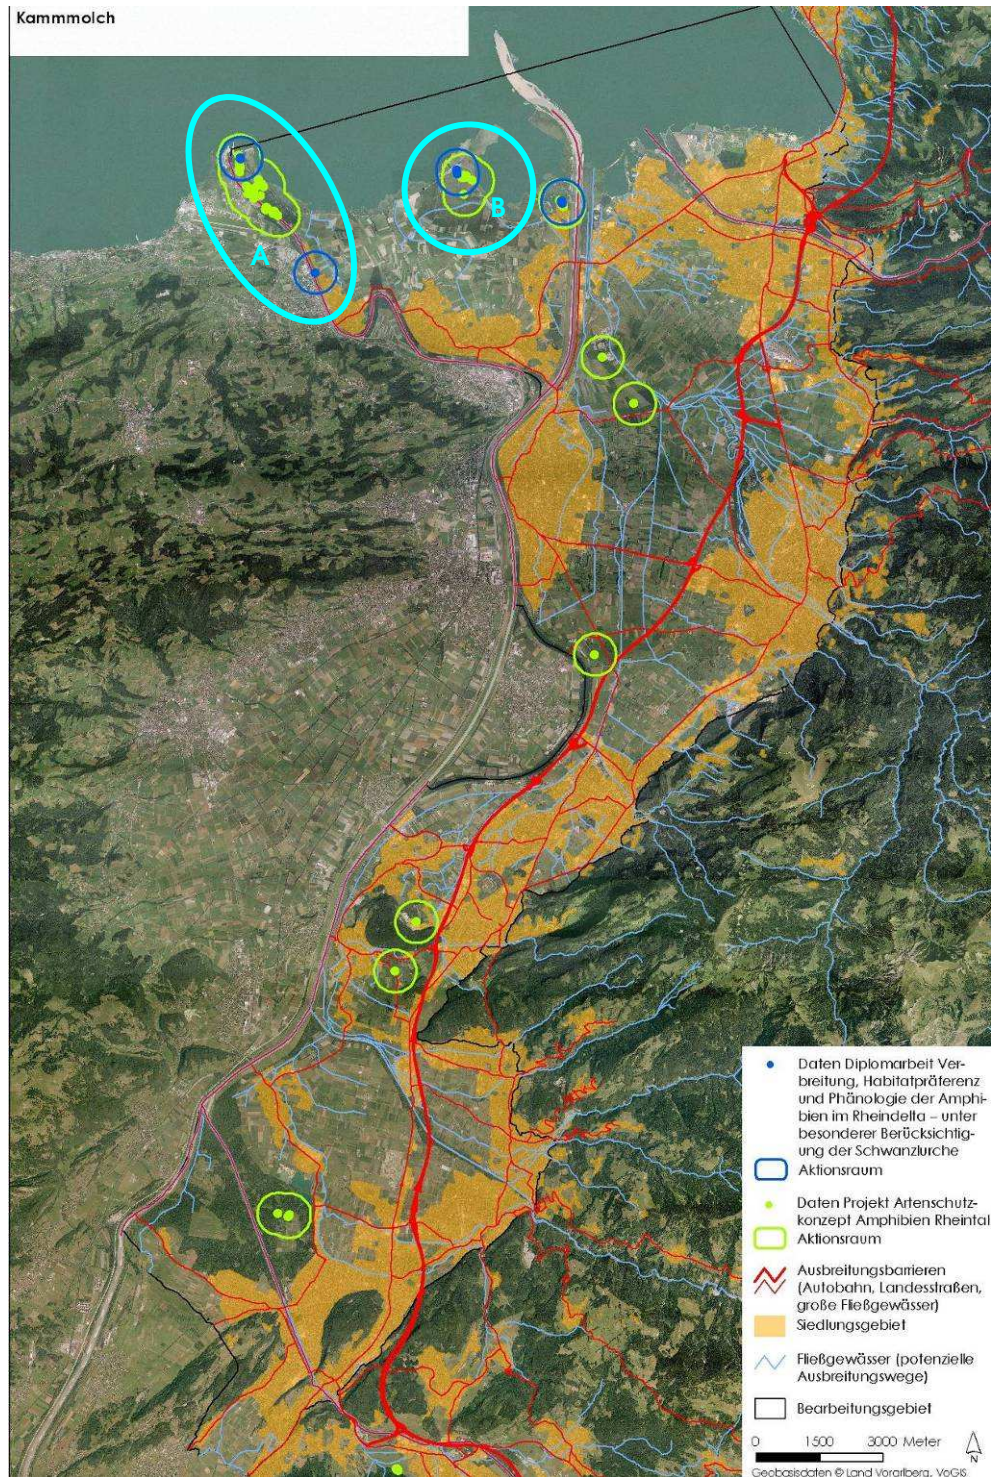 Kammmolch
A
B
Daten Diplomarbeit Ver-
breitung, Habitatpräferenz
und Phänologie der Amphi-
bien im Rheindelta – unter
besonderer Berücksichtig-
ung der Schwanzlurche
Aktionsraum
Daten Projekt Artenschutz-
konzept Amphibien Rheintal
Aktionsraum
Ausbreitungsbarrieren
(Autobahn, Landesstraßen,
große Fließgewässer)
Siedlungsgebiet
Fließgewässer (potenzielle
Ausbreitungswege)
Bearbeitungsgebiet
0 1500 3000 Meter
N
Geobasisdaten © Land Vorarlberg, VoGIS